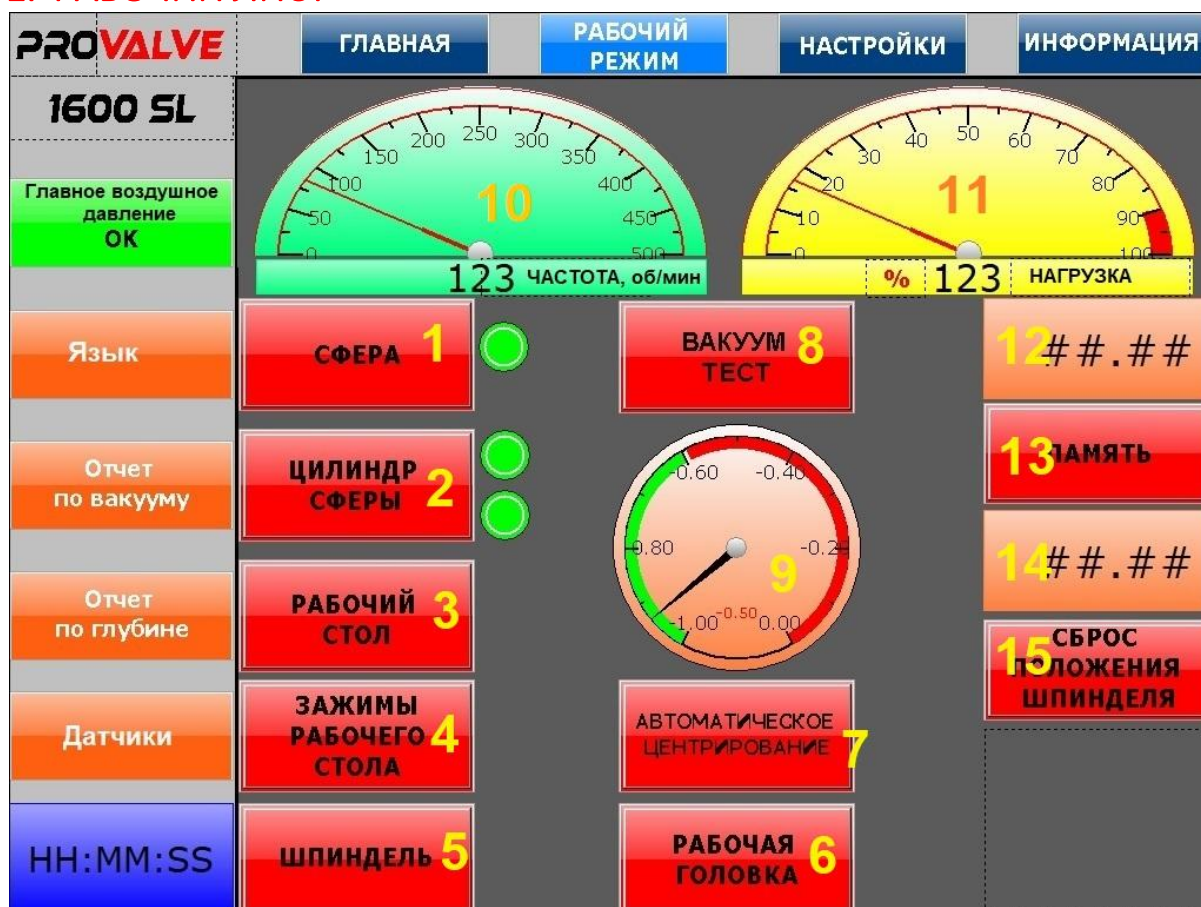 PROVALVE
ГЛАВНАЯ
РАБОЧИЙ
РЕЖИМ
НАСТРОЙКИ
ИНФОРМАЦИЯ
1600 SL
Главное воздушное
давление
OK
Язык
Отчет
по вакууму
Отчет
по глубине
Датчики
HH:MM:SS
0 50 100 150 200 250 300 350 400 450 500
10
123 ЧАСТОТА, об/мин
0 10 20 30 40 50 60 70 80 90 100
11
% 123 НАГРУЗКА
СФЕРА 1
ЦИЛИНДР
СФЕРЫ 2
РАБОЧИЙ
СТОЛ 3
ЗАЖИМЫ
РАБОЧЕГО
СТОЛА 4
ШПИНДЕЛЬ 5
ВАКУУМ
ТЕСТ 8
-1.00 -0.80 -0.60 -0.40 -0.20 0.00
-0.50
9
АВТОМАТИЧЕСКОЕ
ЦЕНТРИРОВАНИЕ 7
РАБОЧАЯ
ГОЛОВКА 6
12 ##.##
13 ПАМЯТЬ
14 ##.##
15 СБРОС
ПОЛОЖЕНИЯ
ШПИНДЕЛЯ